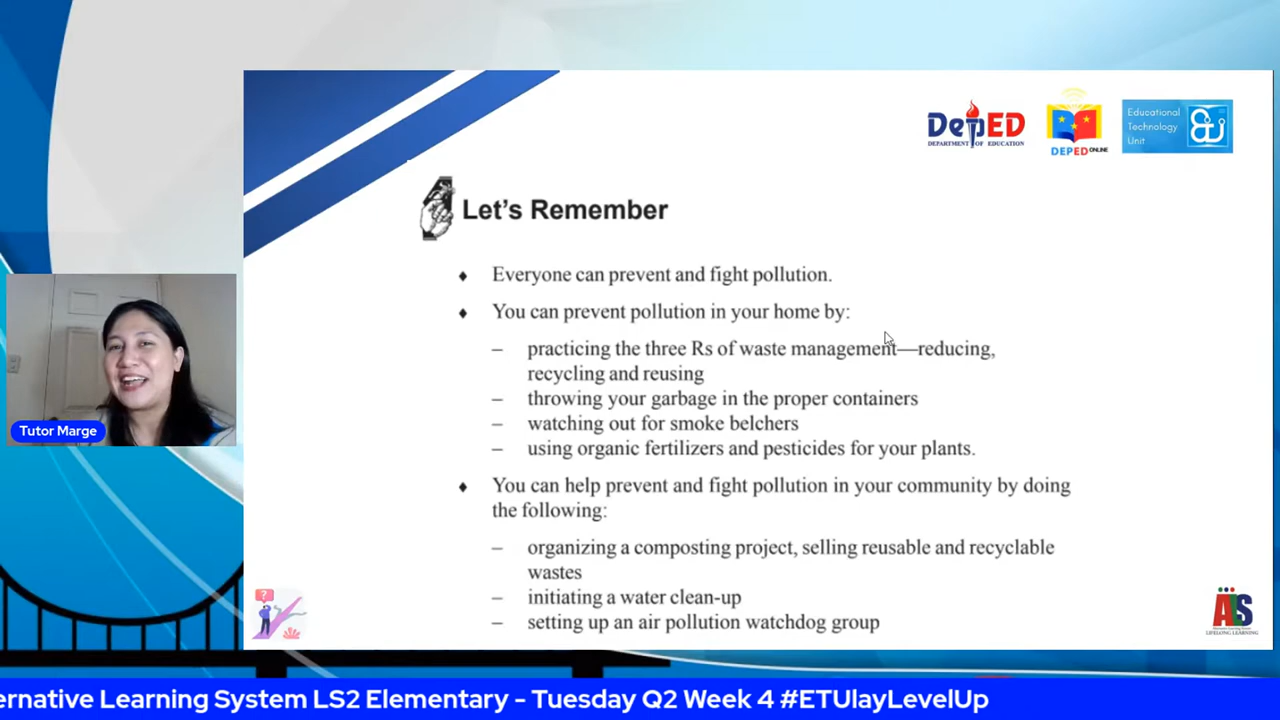 DepED
DEPARTMENT OF EDUCATION
DEPED ONLINE
Educational
Technology
Unit
Let's Remember
♦ Everyone can prevent and fight pollution.
♦ You can prevent pollution in your home by:
– practicing the three Rs of waste management—reducing,
recycling and reusing
– throwing your garbage in the proper containers
– watching out for smoke belchers
– using organic fertilizers and pesticides for your plants.
♦ You can help prevent and fight pollution in your community by doing
the following:
– organizing a composting project, selling reusable and recyclable
wastes
– initiating a water clean-up
– setting up an air pollution watchdog group
Tutor Marge
?
ALS
LIFELONG LEARNING
ernative Learning System LS2 Elementary - Tuesday Q2 Week 4 #ETUlayLevelUp